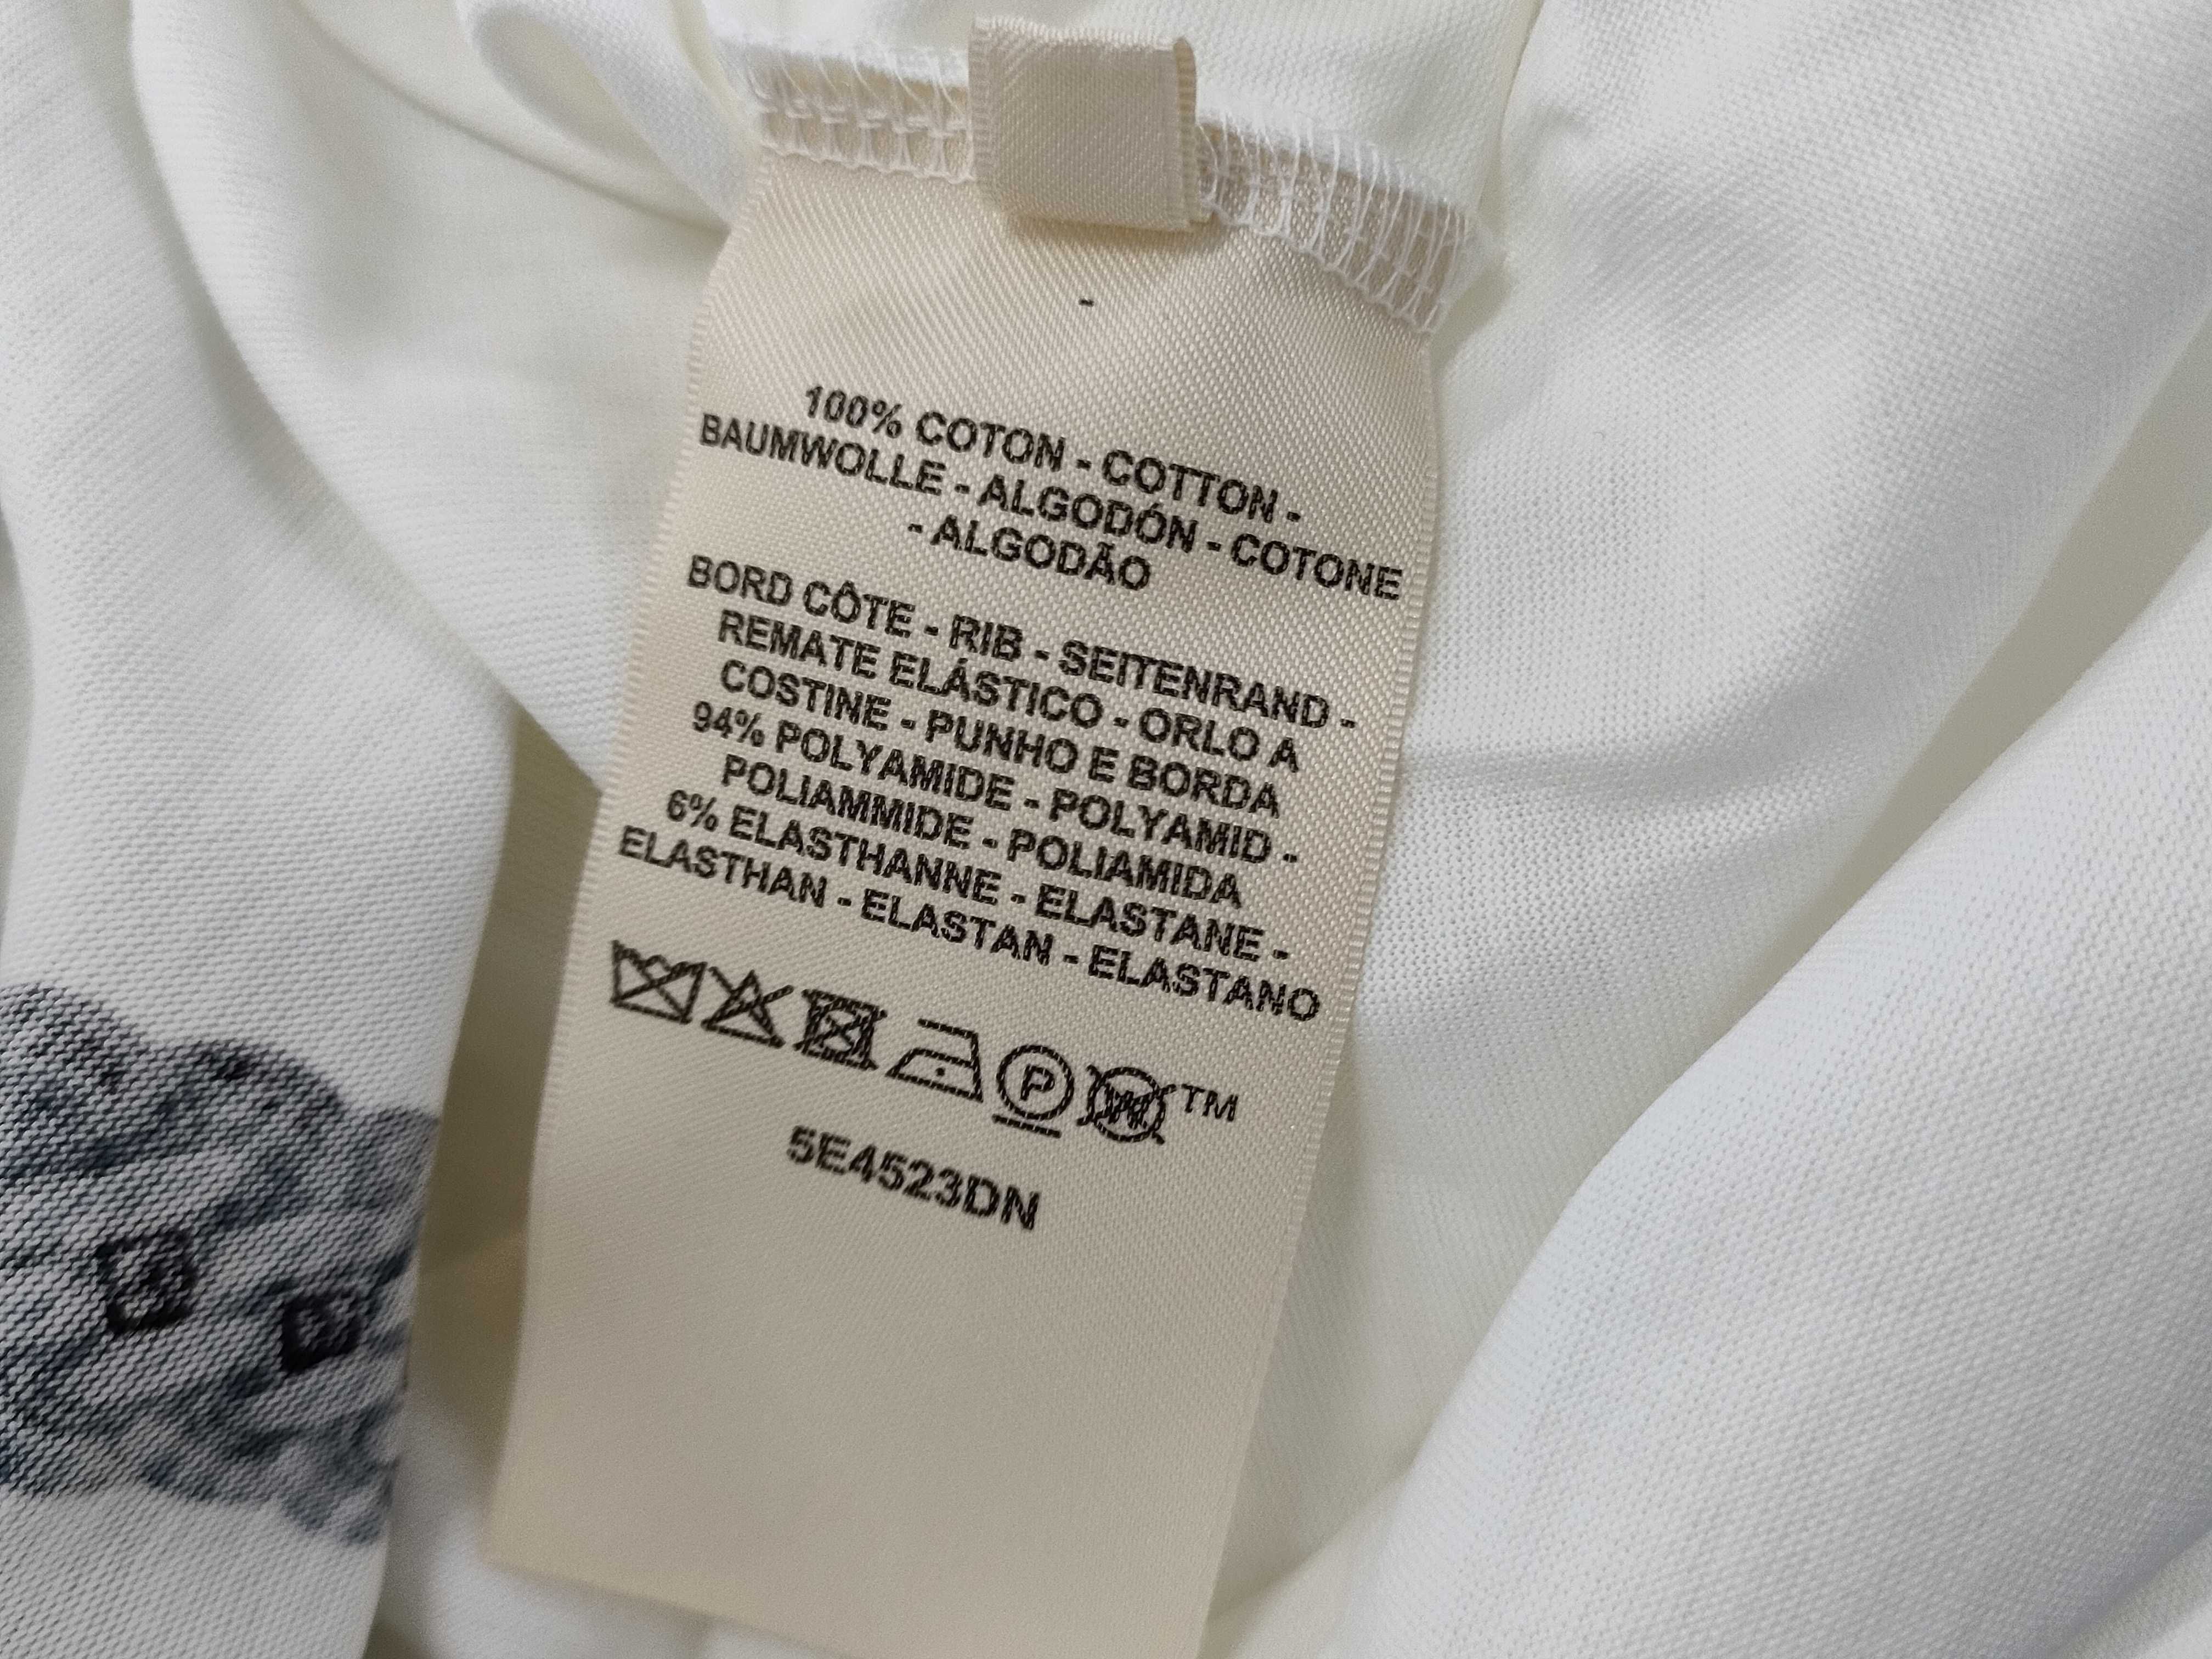 -
100% COTON - COTTON -
BAUMWOLLE - ALGODÓN - COTONE
- ALGODÃO
BORD CÔTE - RIB - SEITENRAND -
REMATE ELÁSTICO - ORLO A
COSTINE - PUNHO E BORDA
94% POLYAMIDE - POLYAMID -
POLIAMMIDE - POLIAMIDA
6% ELASTHANNE - ELASTANE -
ELASTHAN - ELASTAN - ELASTANO
P W TM
5E4523DN